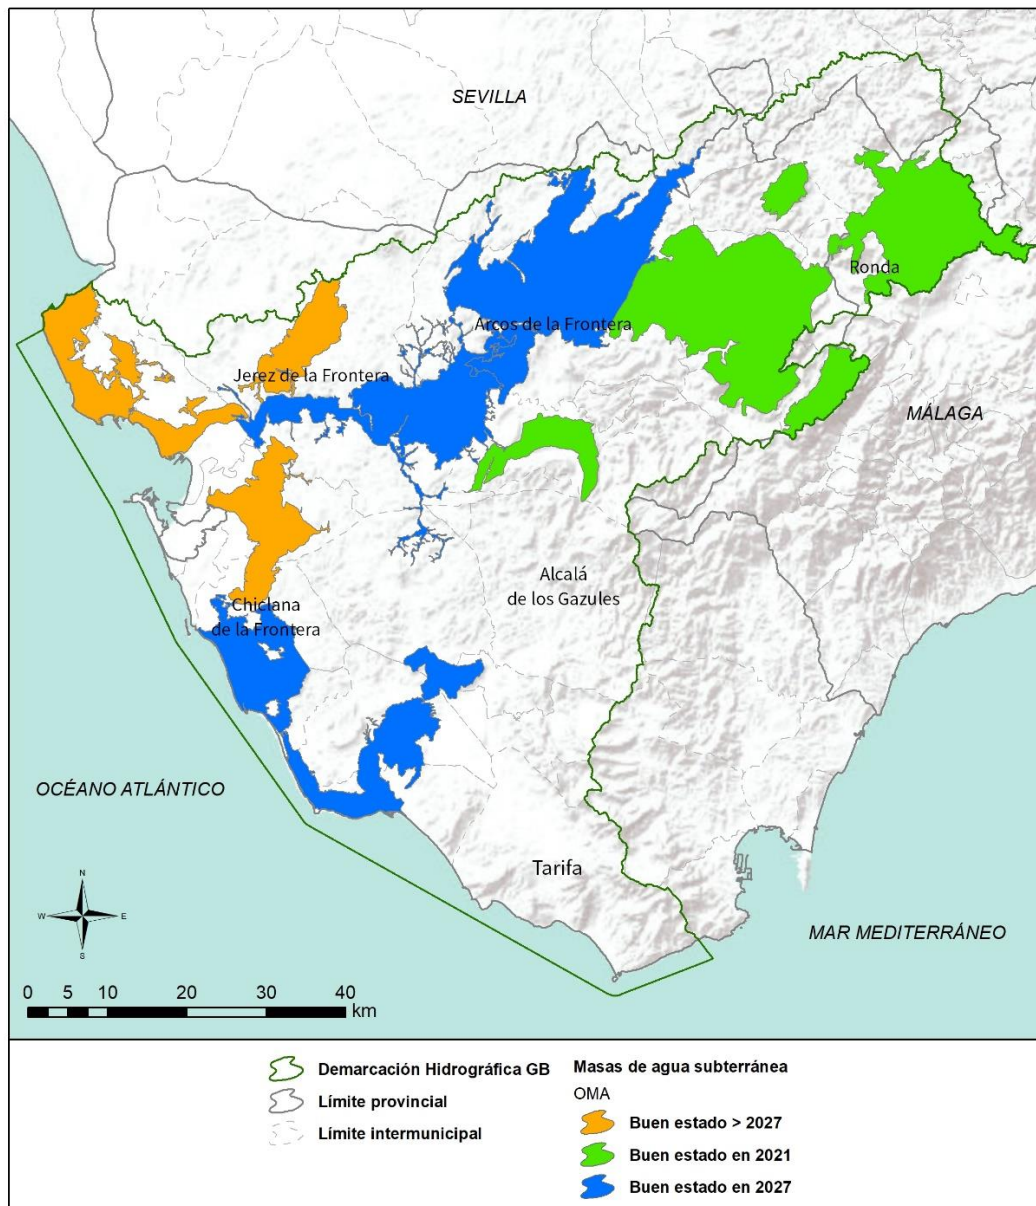 SEVILLA
Ronda
Arcos de la Frontera
Jerez de la Frontera
MÁLAGA
Alcalá
de los Gazules
Chiclana
de la Frontera
OCÉANO ATLÁNTICO
Tarifa
MAR MEDITERRÁNEO
N
W E
S
0 5 10 20 30 40
km
Demarcación Hidrográfica GB
Límite provincial
Límite intermunicipal
Masas de agua subterránea
OMA
Buen estado > 2027
Buen estado en 2021
Buen estado en 2027